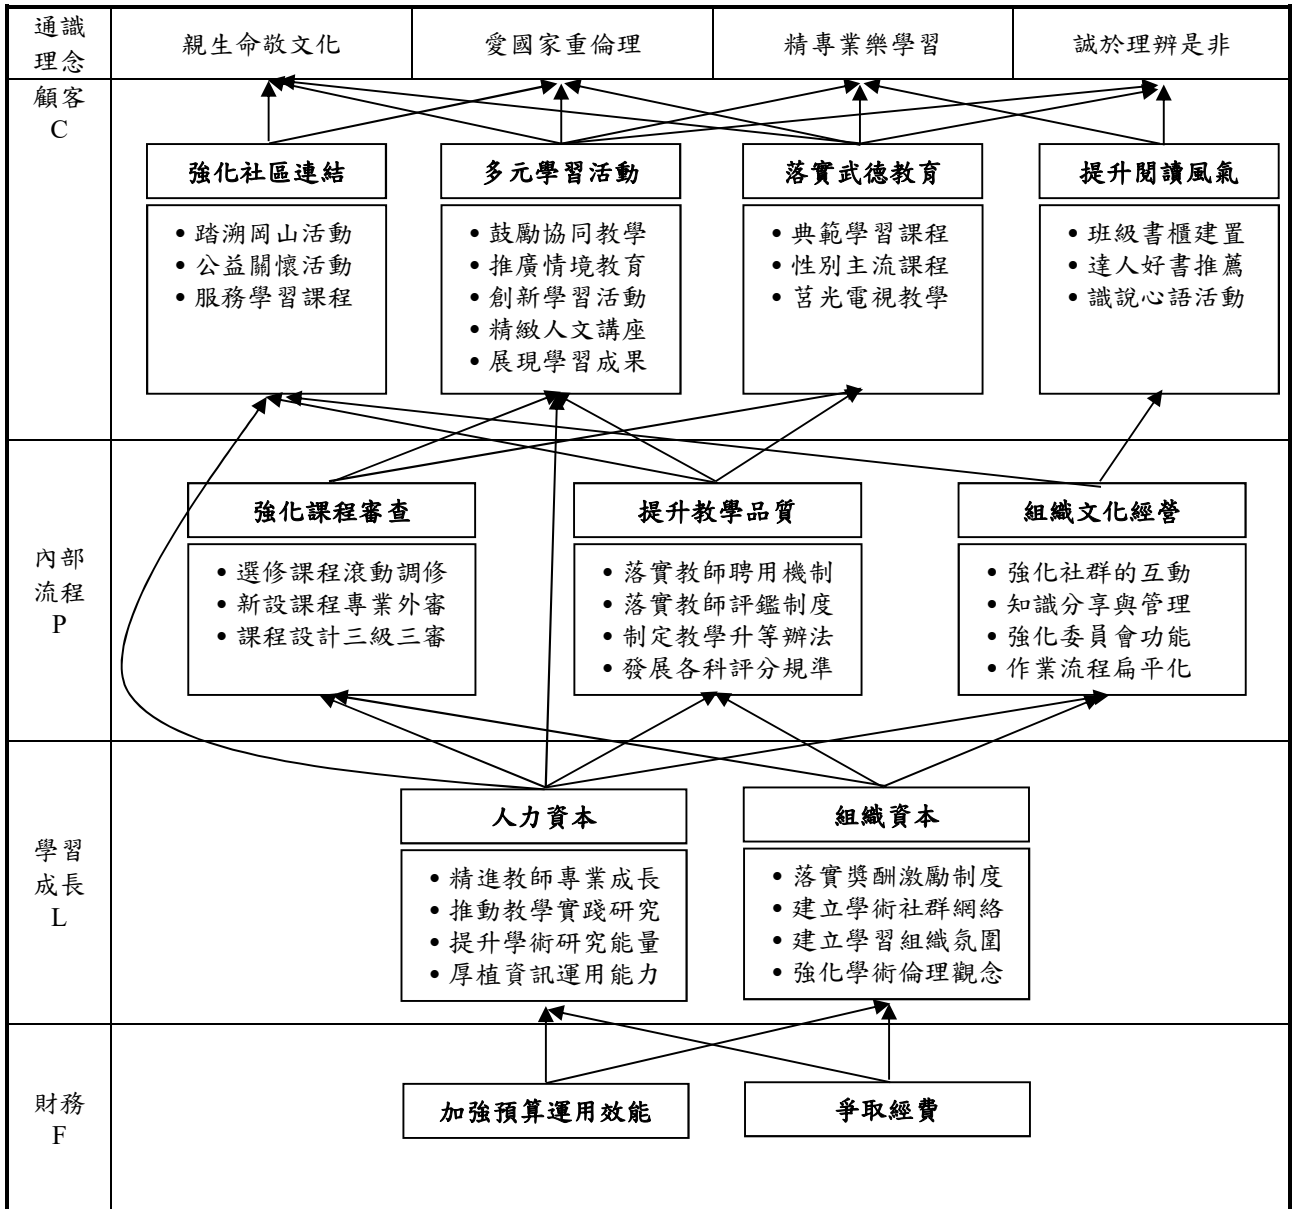 通識
理念
親生命敬文化
愛國家重倫理
精專業樂學習
誠於理辨是非
顧客
C
強化社區連結
多元學習活動
落實武德教育
提升閱讀風氣
• 踏溯岡山活動
• 公益關懷活動
• 服務學習課程
• 鼓勵協同教學
• 推廣情境教育
• 創新學習活動
• 精緻人文講座
• 展現學習成果
• 典範學習課程
• 性別主流課程
• 莒光電視教學
• 班級書櫃建置
• 達人好書推薦
• 識說心語活動
內部
流程
P
強化課程審查
提升教學品質
組織文化經營
• 選修課程滾動調修
• 新設課程專業外審
• 課程設計三級三審
• 落實教師聘用機制
• 落實教師評鑑制度
• 制定教學升等辦法
• 發展各科評分規準
• 強化社群的互動
• 知識分享與管理
• 強化委員會功能
• 作業流程扁平化
學習
成長
L
人力資本
組織資本
• 精進教師專業成長
• 推動教學實踐研究
• 提升學術研究能量
• 厚植資訊運用能力
• 落實獎酬激勵制度
• 建立學術社群網絡
• 建立學習組織氛圍
• 強化學術倫理觀念
財務
F
加強預算運用效能
爭取經費